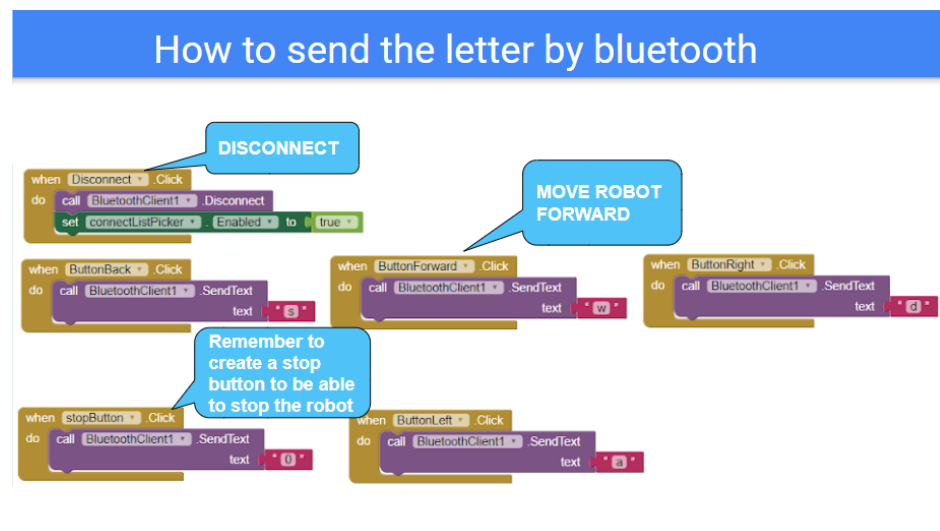 How to send the letter by bluetooth
DISCONNECT
when Disconnect .Click
do call BluetoothClient1 .Disconnect
set connectListPicker . Enabled to true
MOVE ROBOT
FORWARD
when ButtonBack .Click
do call BluetoothClient1 .SendText
text "s"
when ButtonForward .Click
do call BluetoothClient1 .SendText
text "w"
when ButtonRight .Click
do call BluetoothClient1 .SendText
text "d"
Remember to
create a stop
button to be able
to stop the robot
when stopButton .Click
do call BluetoothClient1 .SendText
text "0"
when ButtonLeft .Click
do call BluetoothClient1 .SendText
text "a"